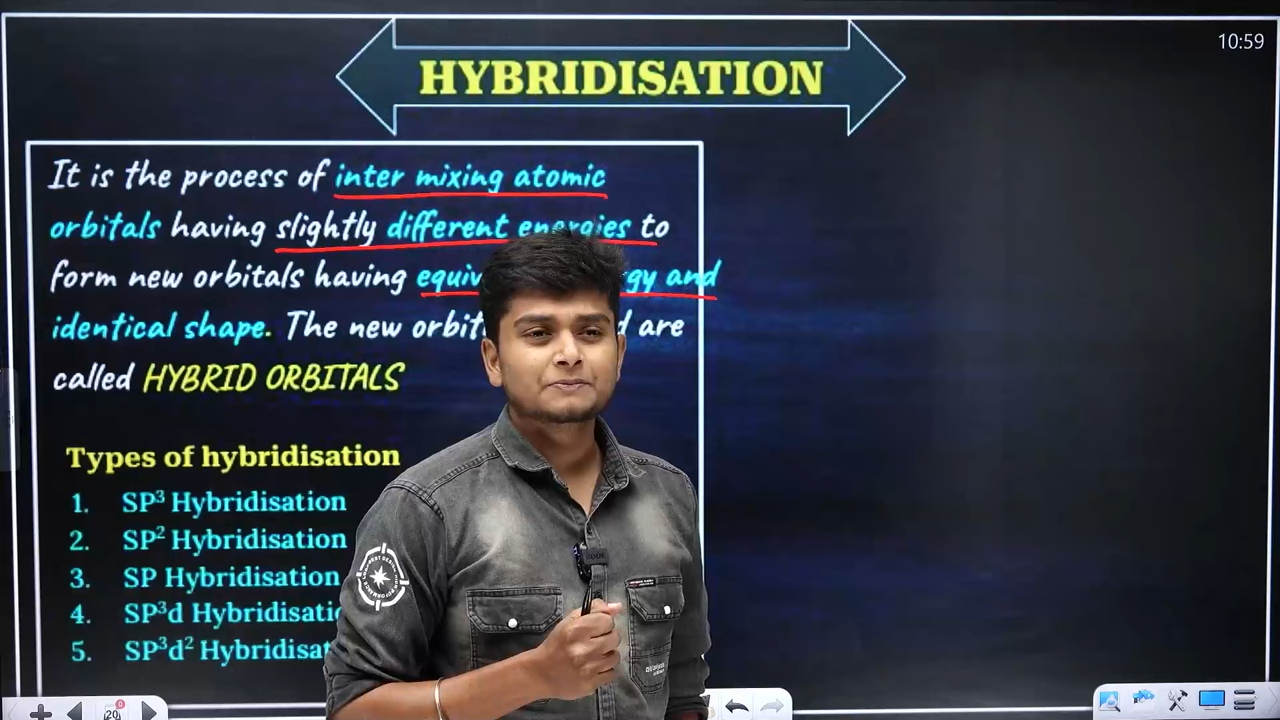 10:59
HYBRIDISATION
It is the process of inter mixing atomic
orbitals having slightly different energies to
form new orbitals having and
identical shape. The new are
called HYBRID ORBITALS
Types of hybridisation
1. SP³ Hybridisation
2. SP² Hybridisation
3. SP Hybridisation
4. SP³d
5. SP³d²
20